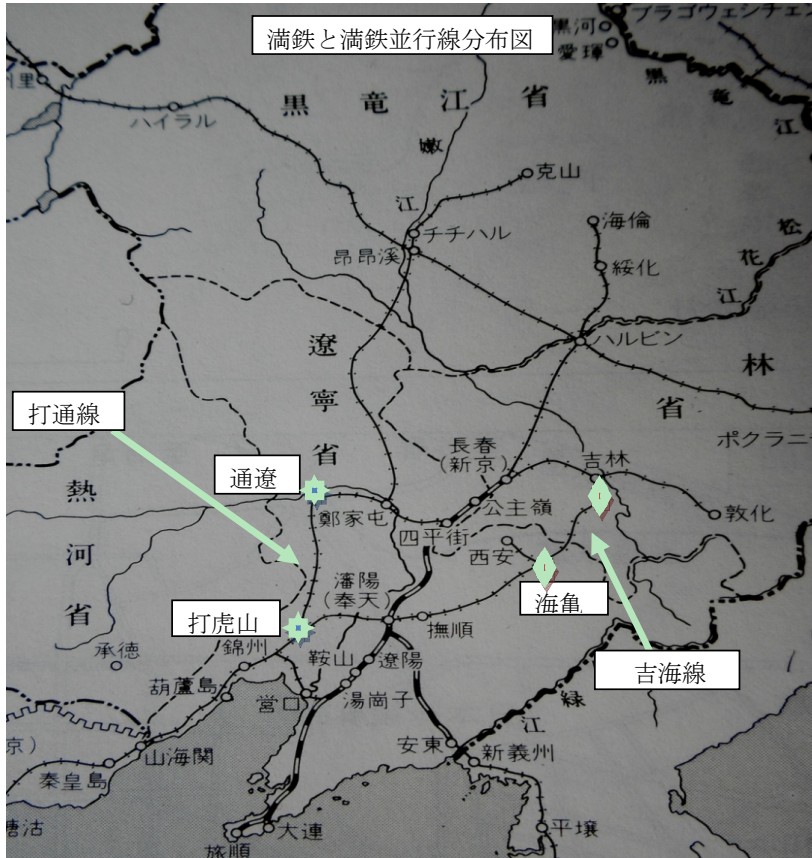 満鉄と満鉄並行線分布図
ブラゴウェシチェン
黒河
愛琿
黒竜江
黒竜江省
里
ハイラル
嫩江
克山
チチハル
昂昂渓
海倫
綏化
松花江
ハルビン
林省
遼寧省
打通線
ポクラニ
長春
(新京)
吉林
通遼
熱河省
鄭家屯
公主嶺
敦化
四平街
西安
瀋陽
(奉天)
海亀
打虎山
撫順
錦州
鞍山
遼陽
吉海線
承徳
葫蘆島
営口
湯崗子
緑江
安東
新義州
京)
山海関
秦皇島
塘沽
大連
旅順
平壌